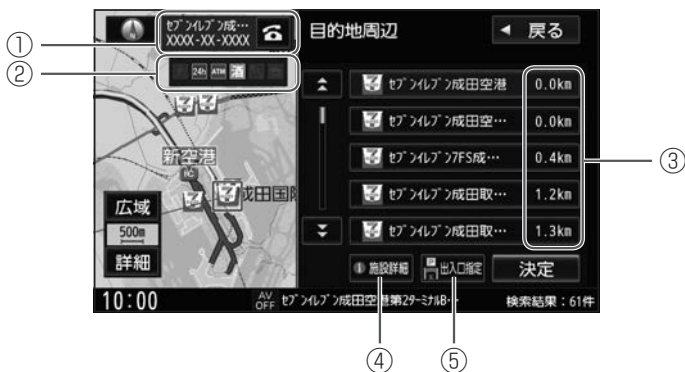 ①
セブンイレブン成…
XXXX-XX-XXXX
目的地周辺
◀ 戻る
②
24h ATM 酒
セブンイレブン成田空港 0.0km
セブンイレブン成田空… 0.0km
新空港
IC
セブンイレブン7FS成… 0.4km
③
広域
成田国際
セブンイレブン成田取… 1.2km
500m
セブンイレブン成田取… 1.3km
詳細
施設詳細
P 出入口指定
決定
10:00
AV OFF
セブンイレブン成田空港第2ターミナルB…
検索結果:61件
④
⑤